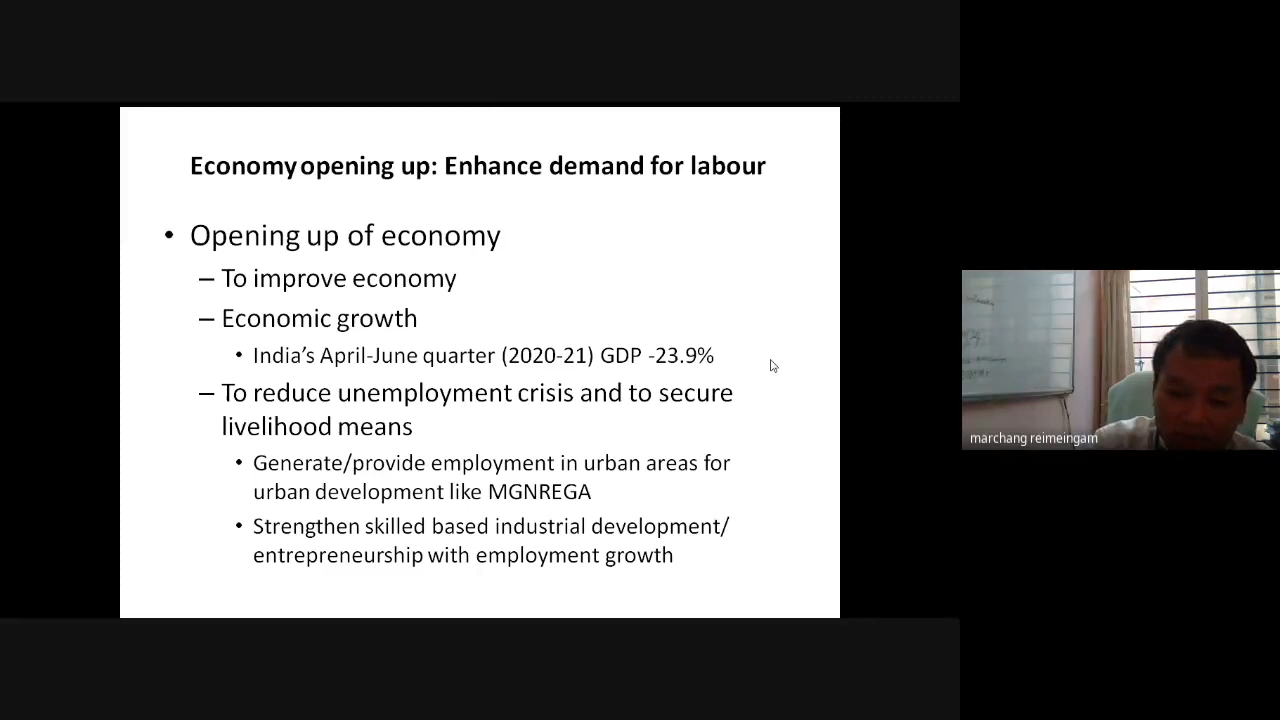 Economy opening up: Enhance demand for labour
• Opening up of economy
– To improve economy
– Economic growth
• India's April-June quarter (2020-21) GDP -23.9%
– To reduce unemployment crisis and to secure
livelihood means
• Generate/provide employment in urban areas for
urban development like MGNREGA
• Strengthen skilled based industrial development/
entrepreneurship with employment growth
marchang reimeingam